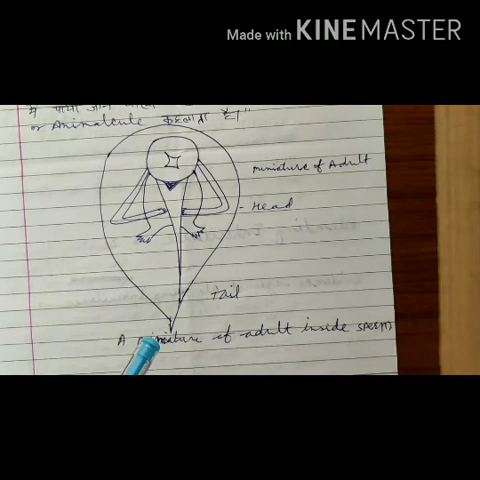 Made with KINEMASTER
में
or Animalcule कहलाता है।"
miniature of Adult
- Head
Tail
A miniature of adult inside sperm